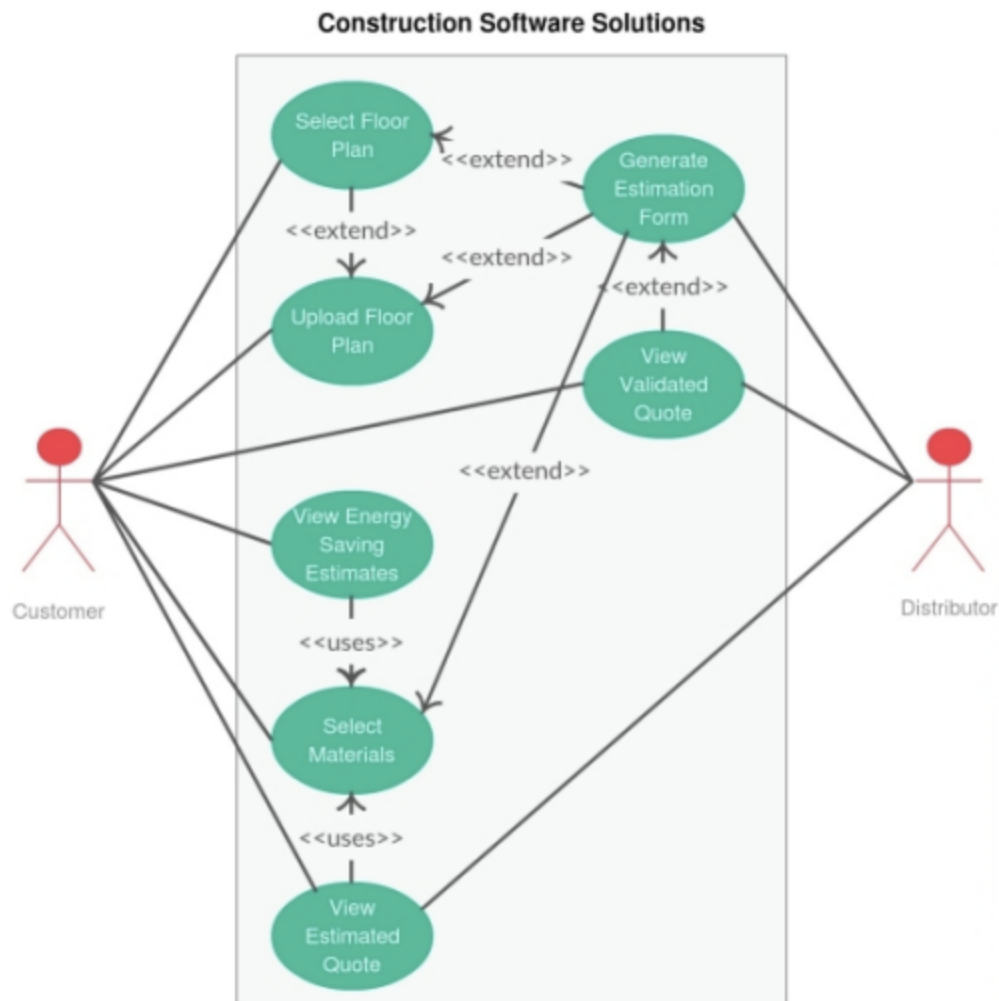 Construction Software Solutions
Select Floor
Plan
<<extend>>
Generate
Estimation
Form
<<extend>>
<<extend>>
<<extend>>
Upload Floor
Plan
View
Validated
Quote
<<extend>>
View Energy
Saving
Estimates
Customer
Distributor
<<uses>>
Select
Materials
<<uses>>
View
Estimated
Quote